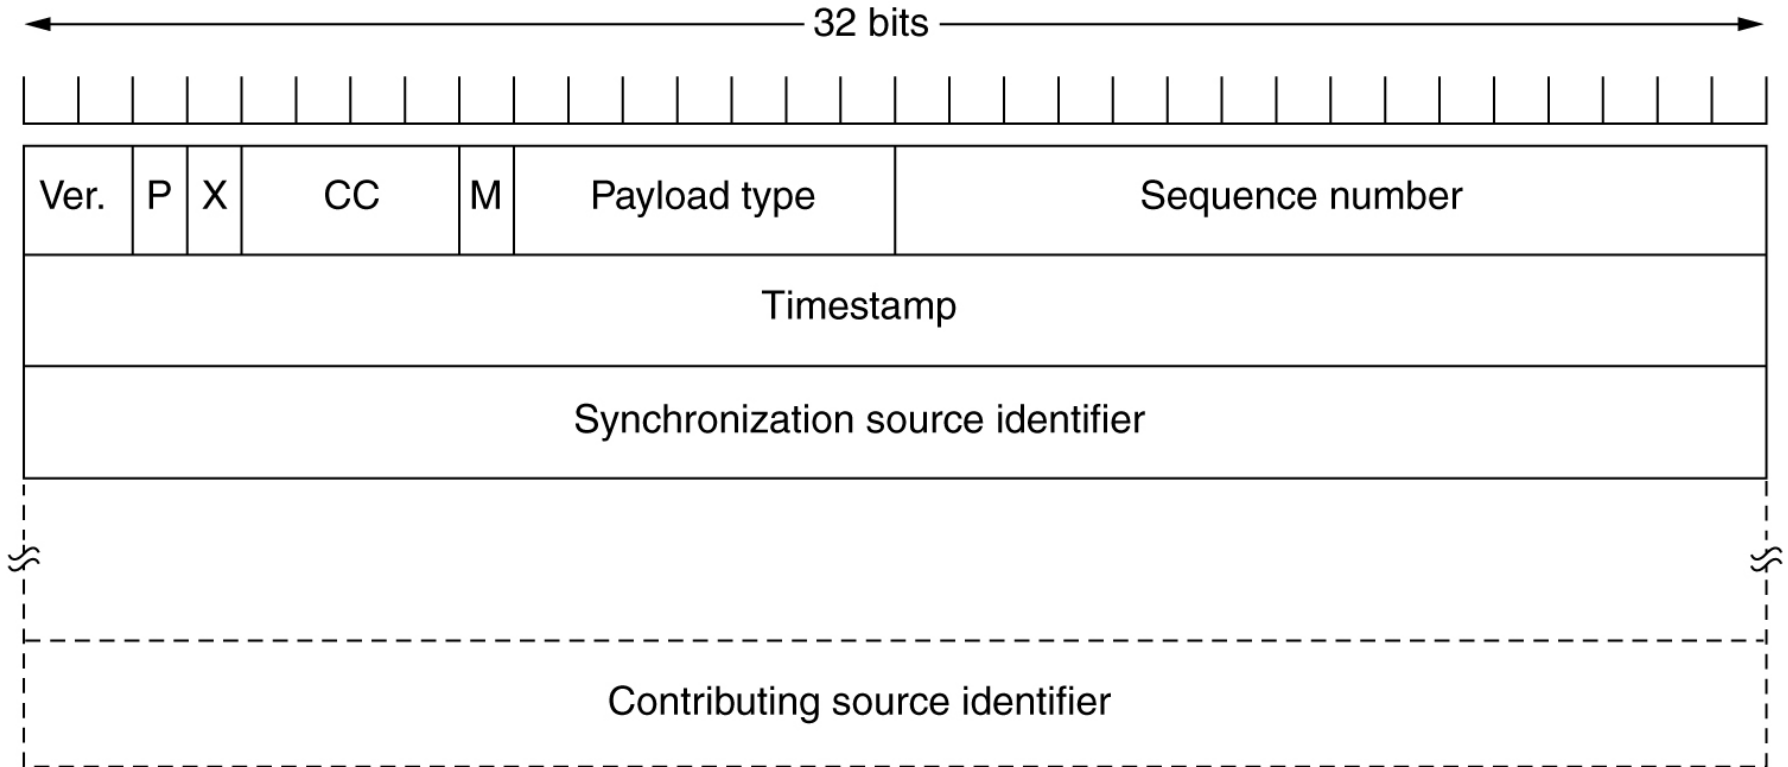 32 bits
Ver. P X CC M Payload type Sequence number
Timestamp
Synchronization source identifier
Contributing source identifier